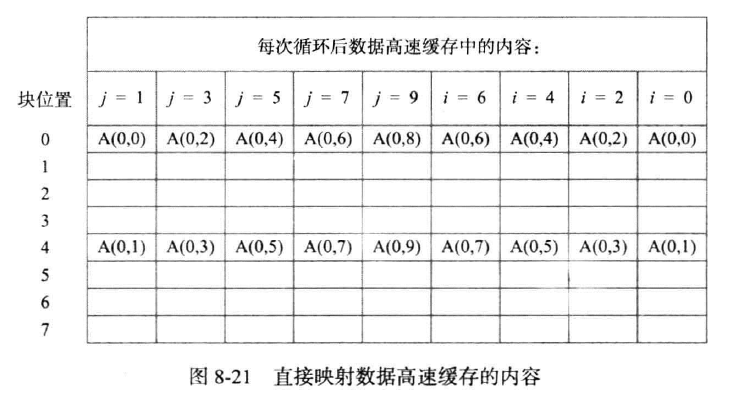 每次循环后数据高速缓存中的内容：
块位置 j = 1 j = 3 j = 5 j = 7 j = 9 i = 6 i = 4 i = 2 i = 0
0 A(0,0) A(0,2) A(0,4) A(0,6) A(0,8) A(0,6) A(0,4) A(0,2) A(0,0)
1
2
3
4 A(0,1) A(0,3) A(0,5) A(0,7) A(0,9) A(0,7) A(0,5) A(0,3) A(0,1)
5
6
7
图 8-21 直接映射数据高速缓存的内容